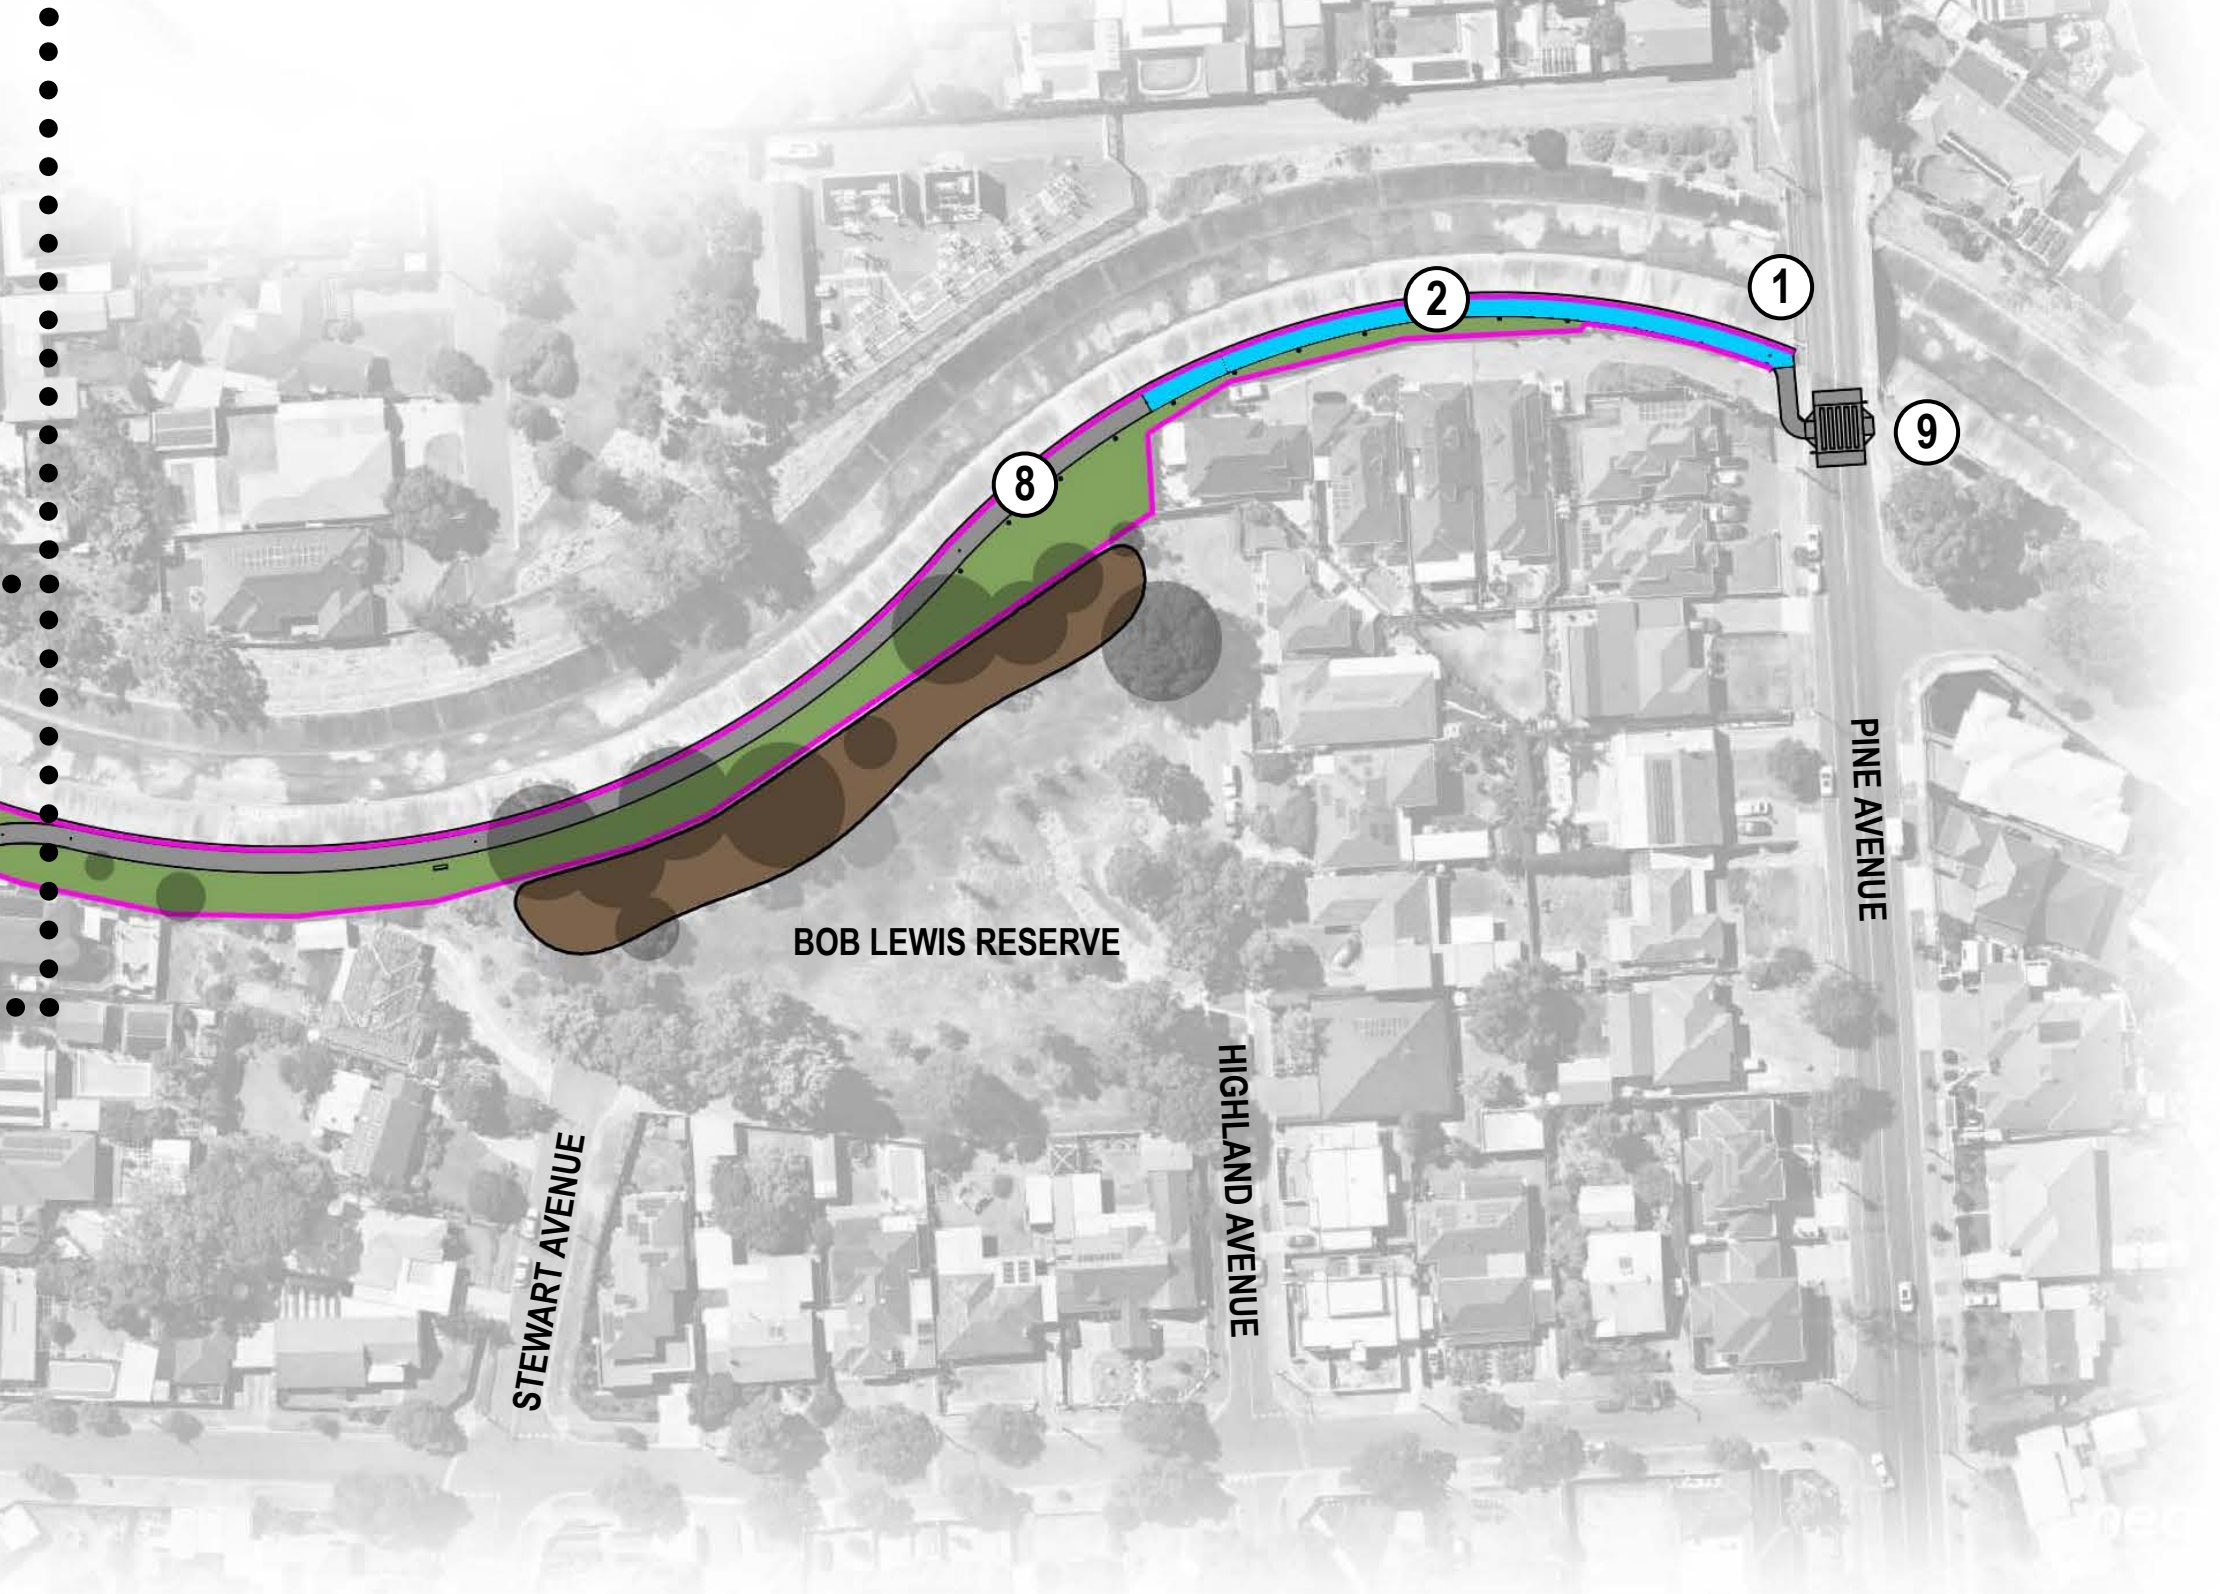 1
2
9
8
PINE AVENUE
BOB LEWIS RESERVE
HIGHLAND AVENUE
STEWART AVENUE